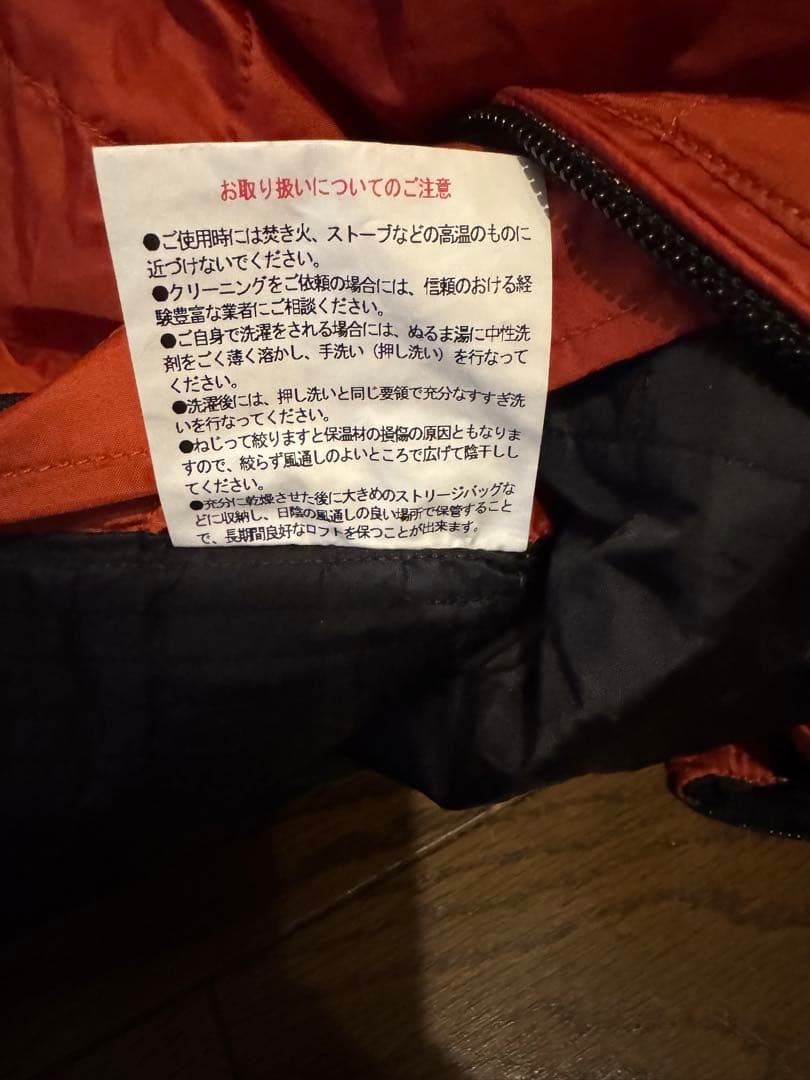 お取り扱いについてのご注意
●ご使用時には焚き火、ストーブなどの高温のものに
近づけないでください。
●クリーニングをご依頼の場合には、信頼のおける経
験豊富な業者にご相談ください。
●ご自身で洗濯をされる場合には、ぬるま湯に中性洗
剤をごく薄く溶かし、手洗い（押し洗い）を行なって
ください。
●洗濯後には、押し洗いと同じ要領で充分なすすぎ洗
いを行なってください。
●ねじって絞りますと保温材の損傷の原因ともなりま
すので、絞らず風通しのよいところで広げて陰干しし
てください。
●充分に乾燥させた後に大きめのストリージバッグな
どに収納し、日陰の風通しの良い場所で保管すること
で、長期間良好なロフトを保つことが出来ます。